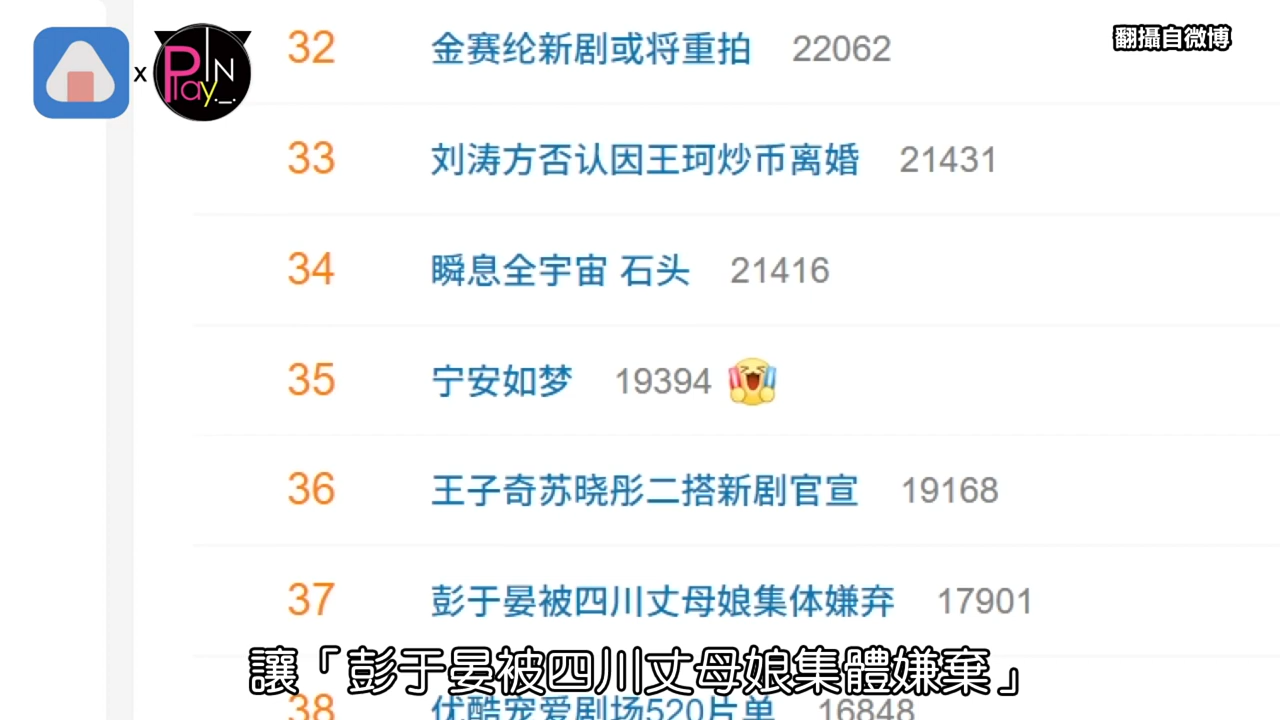 x
PlayIN._.
翻攝自微博
32 金赛纶新剧或将重拍 22062
33 刘涛方否认因王珂炒币离婚 21431
34 瞬息全宇宙 石头 21416
35 宁安如梦 19394
36 王子奇苏晓彤二搭新剧官宣 19168
37 彭于晏被四川丈母娘集体嫌弃 17901
讓「彭于晏被四川丈母娘集體嫌棄」
38 优酷宠爱剧场520片单 16848